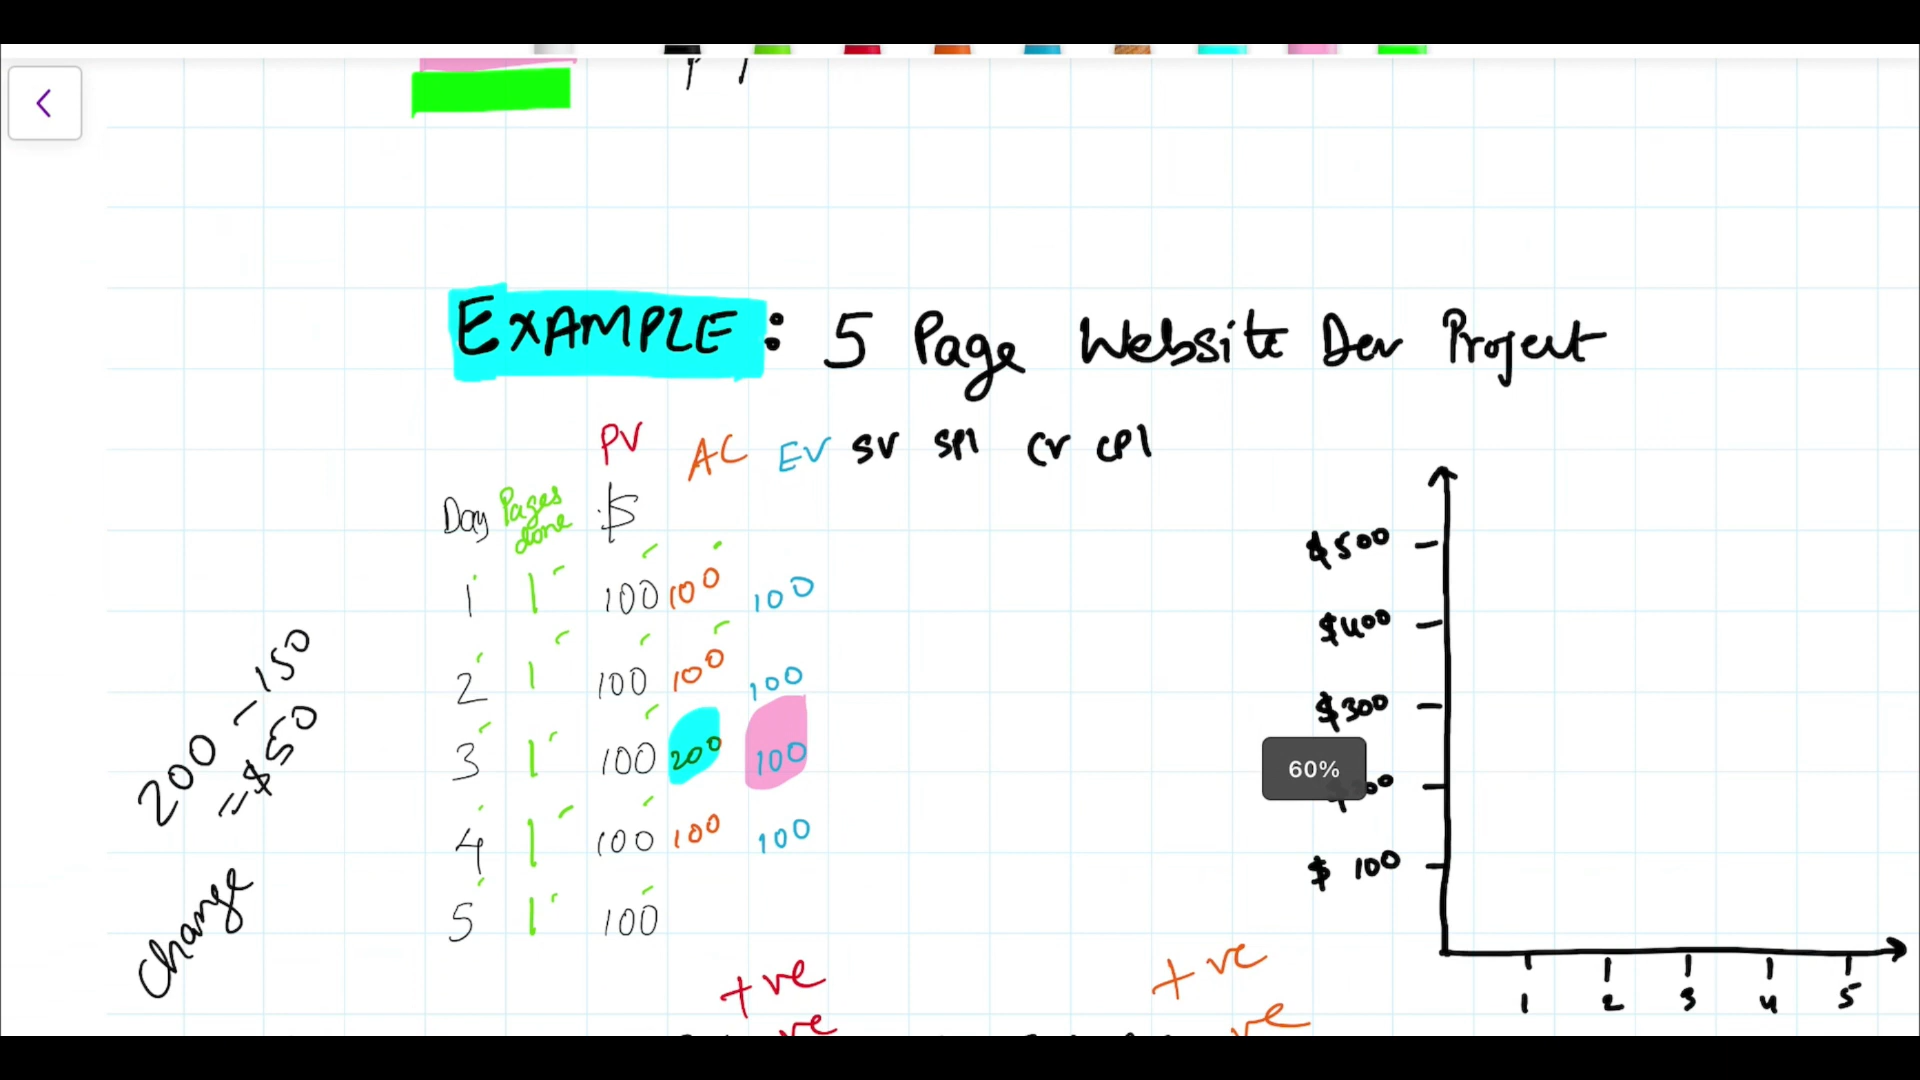 EXAMPLE: 5 Page Website Dev Project
PV AC EV SV SPI CV CPI
Day Pages done $
1 1 100 100 100
2 1 100 100 100
3 1 100 200 100
4 1 100 100 100
5 1 100
200 - 150
= $50
change
+ve
+ve
ve
ve
$500
$400
$300
60%
$ 100
1 2 3 4 5